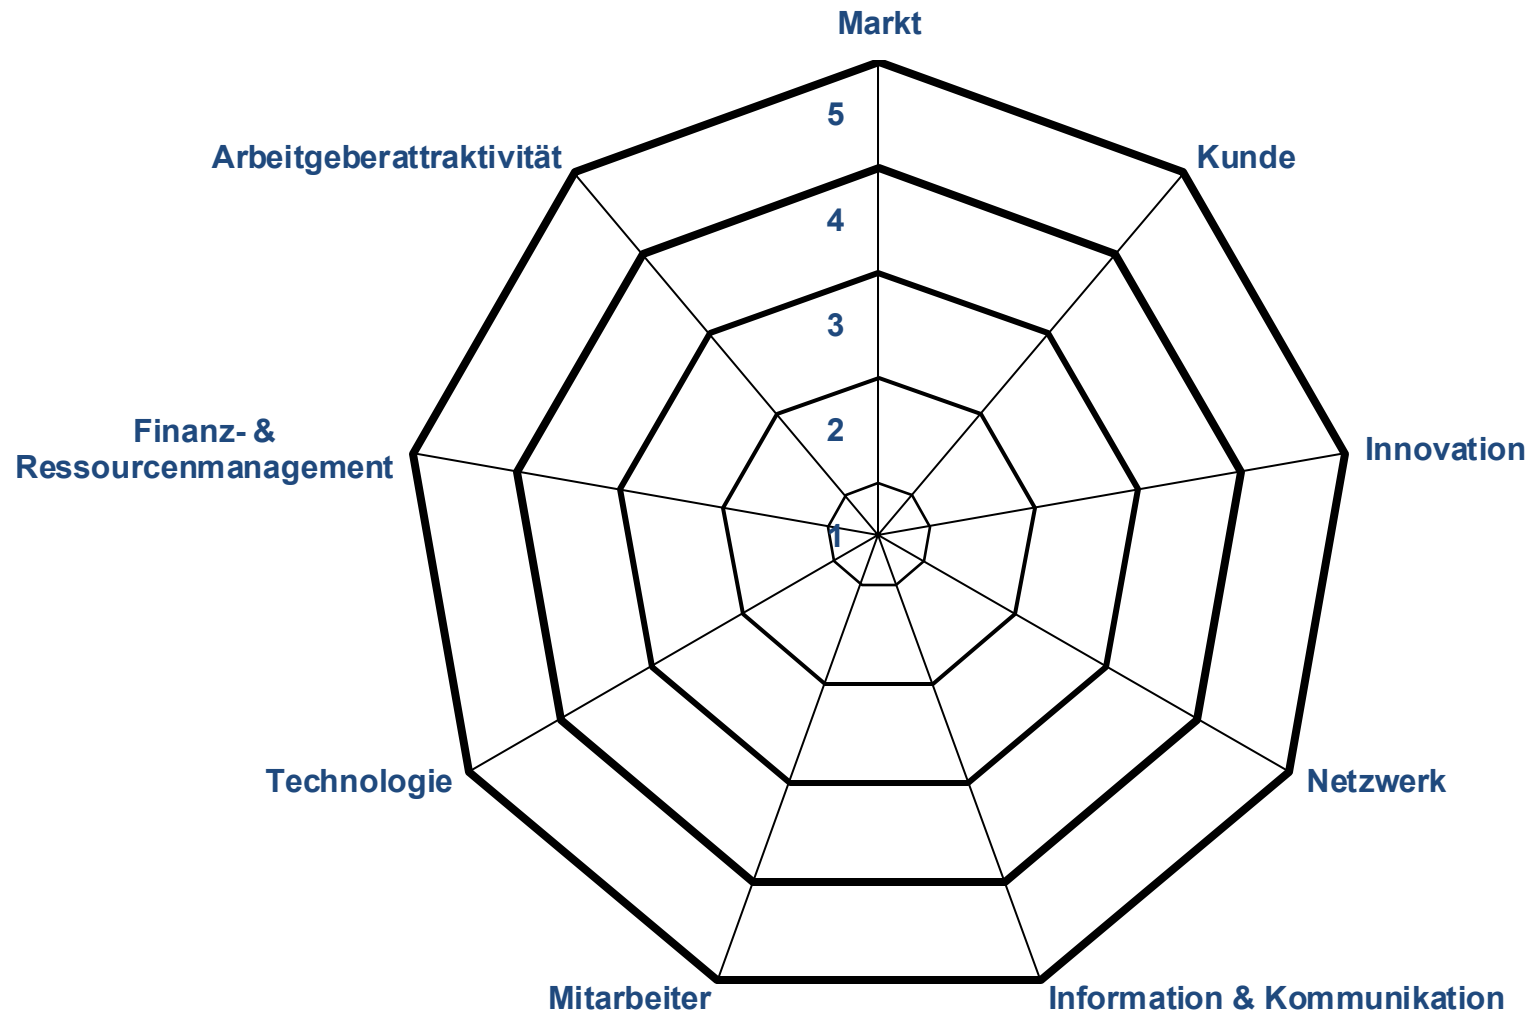 Markt
5
Arbeitgeberattraktivität
Kunde
4
3
Finanz- &
Ressourcenmanagement
2
Innovation
1
Technologie
Netzwerk
Mitarbeiter
Information & Kommunikation